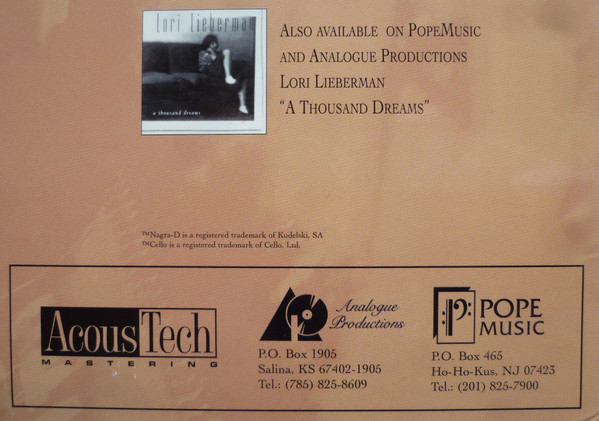 Lori Lieberman
a thousand dreams
ALSO AVAILABLE ON POPEMUSIC
AND ANALOGUE PRODUCTIONS
LORI LIEBERMAN
"A THOUSAND DREAMS"
™Nagra-D is a registered trademark of Kudelski, SA
™Cello is a registered trademark of Cello, Ltd.
AcousTech
MASTERING
Analogue
Productions
P.O. Box 1905
Salina, KS 67402-1905
Tel.: (785) 825-8609
P
POPE
MUSIC
P.O. Box 465
Ho-Ho-Kus, NJ 07423
Tel.: (201) 825-7900